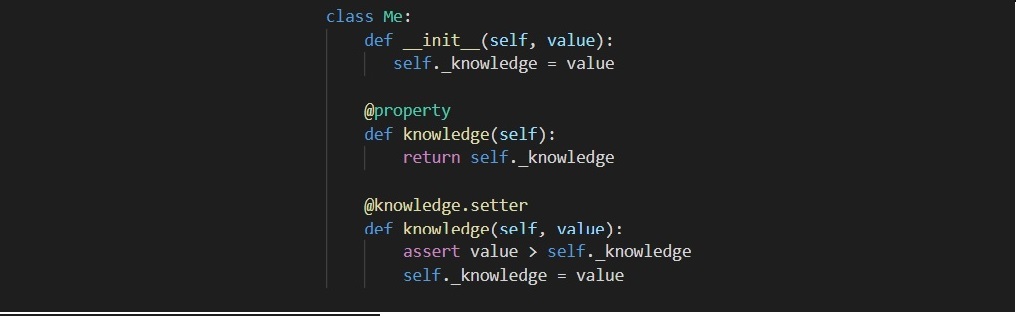 class Me:
    def __init__(self, value):
       self._knowledge = value

    @property
    def knowledge(self):
        return self._knowledge

    @knowledge.setter
    def knowledge(self, value):
        assert value > self._knowledge
        self._knowledge = value